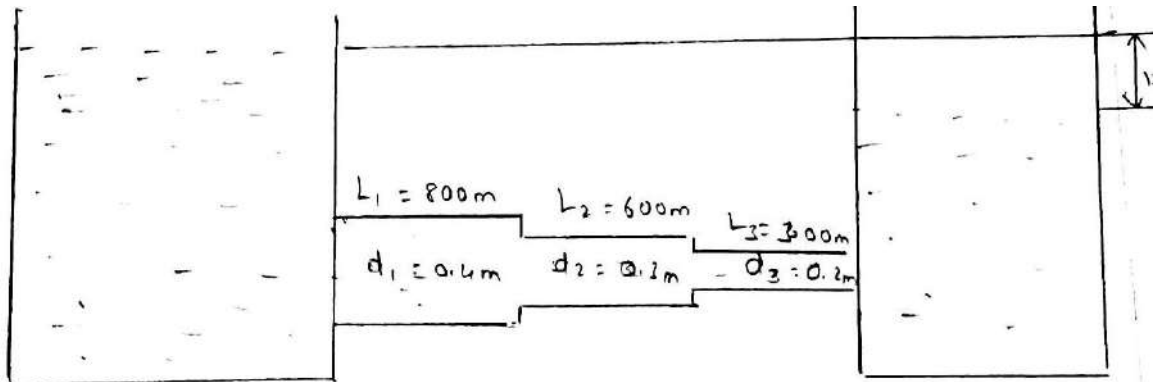 L₁ = 800m
L₂ = 600m
L₃ = 300m
d₁ = 0.4m
d₂ = 0.3m
d₃ = 0.2m